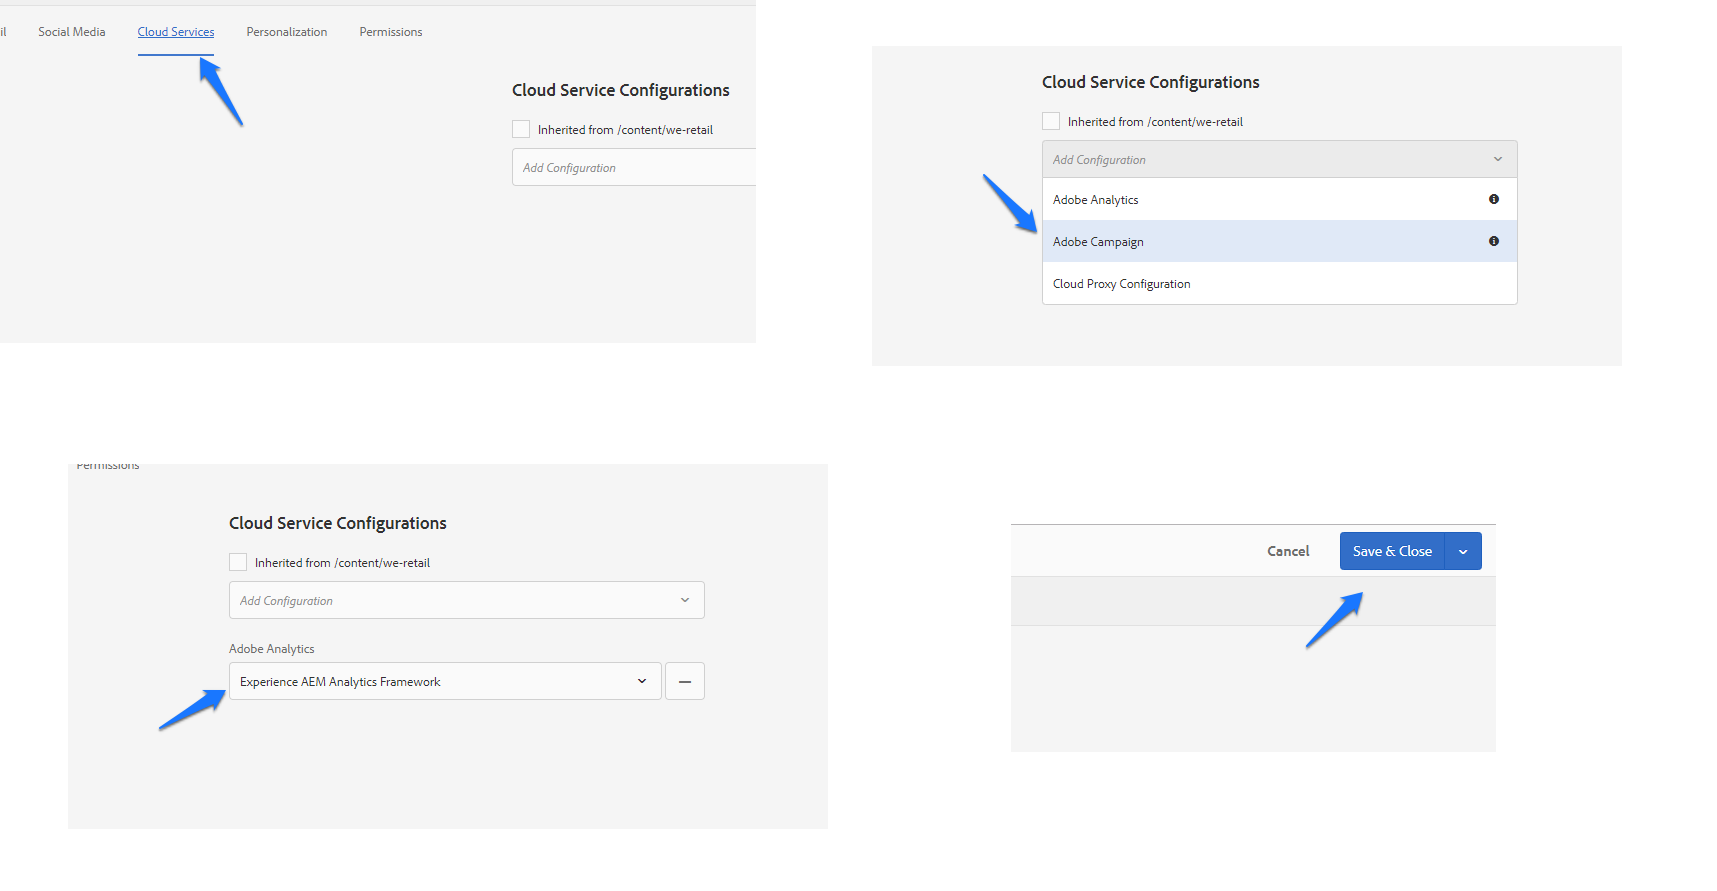 il Social Media Cloud Services Personalization Permissions
Cloud Service Configurations
Inherited from /content/we-retail
Add Configuration
Cloud Service Configurations
Inherited from /content/we-retail
Add Configuration
Adobe Analytics
Adobe Campaign
Cloud Proxy Configuration
Permissions
Cloud Service Configurations
Inherited from /content/we-retail
Add Configuration
Adobe Analytics
Experience AEM Analytics Framework
Cancel Save & Close